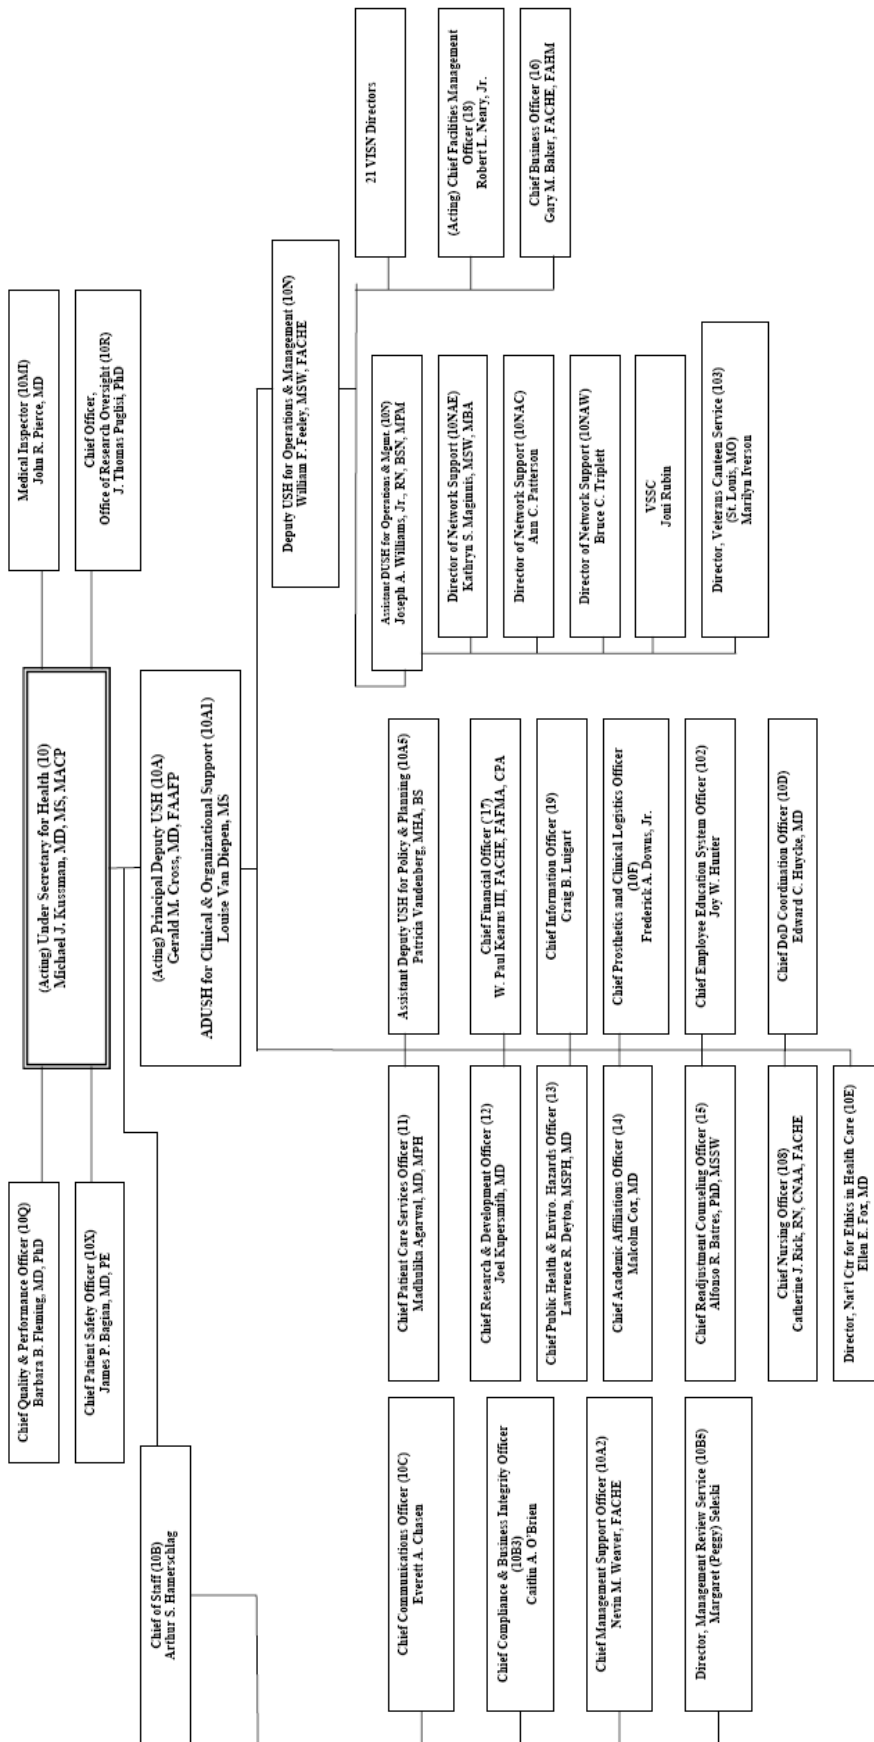 (Acting) Under Secretary for Health (10)
Michael J. Kussman, MD, MS, MACP
Chief Quality & Performance Officer (10Q)
Barbara B. Fleming, MD, PhD
Chief Patient Safety Officer (10X)
James P. Bagian, MD, PE
Medical Inspector (10MI)
John R. Pierce, MD
Chief Officer,
Office of Research Oversight (10R)
J. Thomas Puglisi, PhD
Chief of Staff (10B)
Arthur S. Hamerschlag
(Acting) Principal Deputy USH (10A)
Gerald M. Cross, MD, FAAFP
ADUSH for Clinical & Organizational Support (10A1)
Louise Van Diepen, MS
Deputy USH for Operations & Management (10N)
William F. Feeley, MSW, FACHE
Chief Communications Officer (10C)
Everett A. Chasen
Chief Compliance & Business Integrity Officer
(10B3)
Caitlin A. O'Brien
Chief Management Support Officer (10A2)
Nevin M. Weaver, FACHE
Director, Management Review Service (10B5)
Margaret (Peggy) Seleski
Chief Patient Care Services Officer (11)
Madhulika Agarwal, MD, MPH
Chief Research & Development Officer (12)
Joel Kupersmith, MD
Chief Public Health & Enviro. Hazards Officer (13)
Lawrence R. Deyton, MSPH, MD
Chief Academic Affiliations Officer (14)
Malcolm Cox, MD
Chief Readjustment Counseling Officer (15)
Alfonso R. Batres, PhD, MSSW
Chief Nursing Officer (108)
Catherine J. Rick, RN, CNAA, FACHE
Director, Nat'l Ctr for Ethics in Health Care (10E)
Ellen E. Fox, MD
Assistant Deputy USH for Policy & Planning (10A5)
Patricia Vandenberg, MHA, BS
Chief Financial Officer (17)
W. Paul Kearns III, FACHE, FAFMA, CPA
Chief Information Officer (19)
Craig B. Luigart
Chief Prosthetics and Clinical Logistics Officer
(10F)
Frederick A. Downs, Jr.
Chief Employee Education System Officer (102)
Joy W. Hunter
Chief DoD Coordination Officer (10D)
Edward C. Huycke, MD
Assistant DUSH for Operations & Mgmt (10N)
Joseph A. Williams, Jr., RN, BSN, MPM
Director of Network Support (10NAE)
Kathryn S. Maginnis, MSW, MBA
Director of Network Support (10NAC)
Ann C. Patterson
Director of Network Support (10NAW)
Bruce C. Triplett
VSSC
Joni Rubin
Director, Veterans Canteen Service (103)
(St. Louis, MO)
Marilyn Iverson
21 VISN Directors
(Acting) Chief Facilities Management
Officer (18)
Robert L. Neary, Jr.
Chief Business Officer (16)
Gary M. Baker, FACHE, FAHM